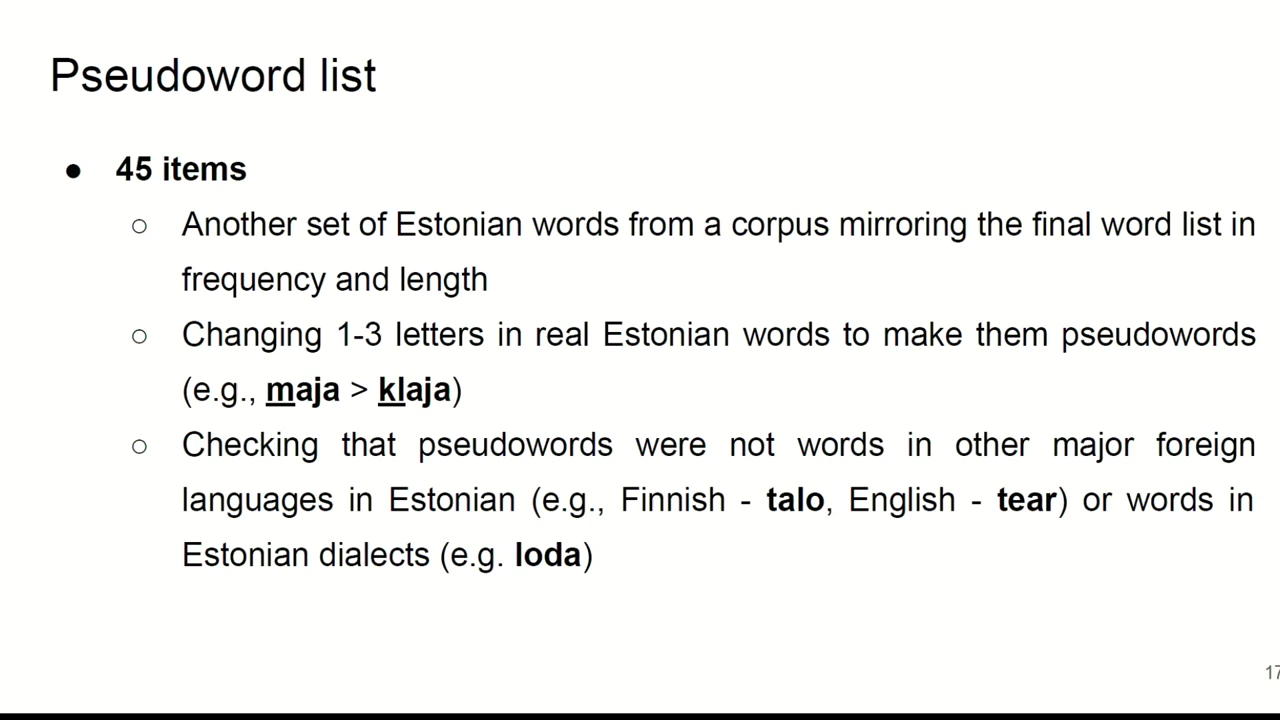 Pseudoword list
● 45 items
○ Another set of Estonian words from a corpus mirroring the final word list in
frequency and length
○ Changing 1-3 letters in real Estonian words to make them pseudowords
(e.g., maja > klaja)
○ Checking that pseudowords were not words in other major foreign
languages in Estonian (e.g., Finnish - talo, English - tear) or words in
Estonian dialects (e.g. loda)
17